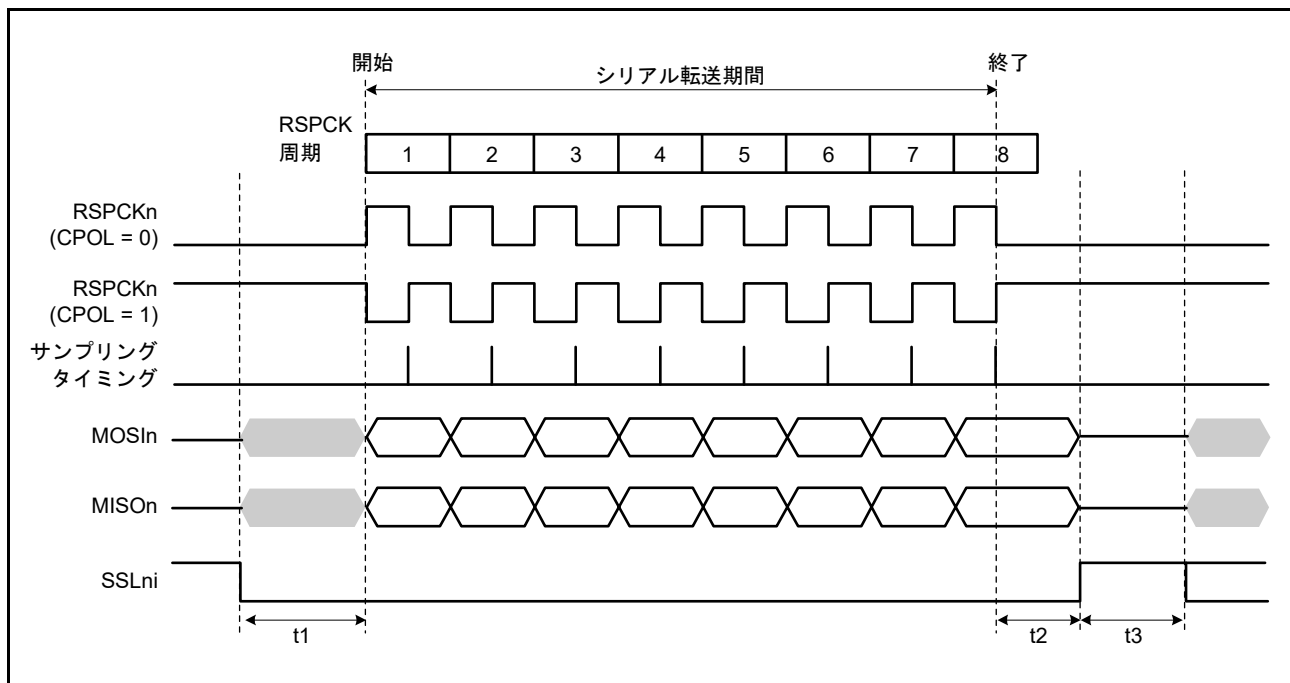 開始
シリアル転送期間
終了
RSPCK
周期
1 2 3 4 5 6 7 8
RSPCKn
(CPOL = 0)
RSPCKn
(CPOL = 1)
サンプリング
タイミング
MOSIn
MISOn
SSLni
t1
t2
t3